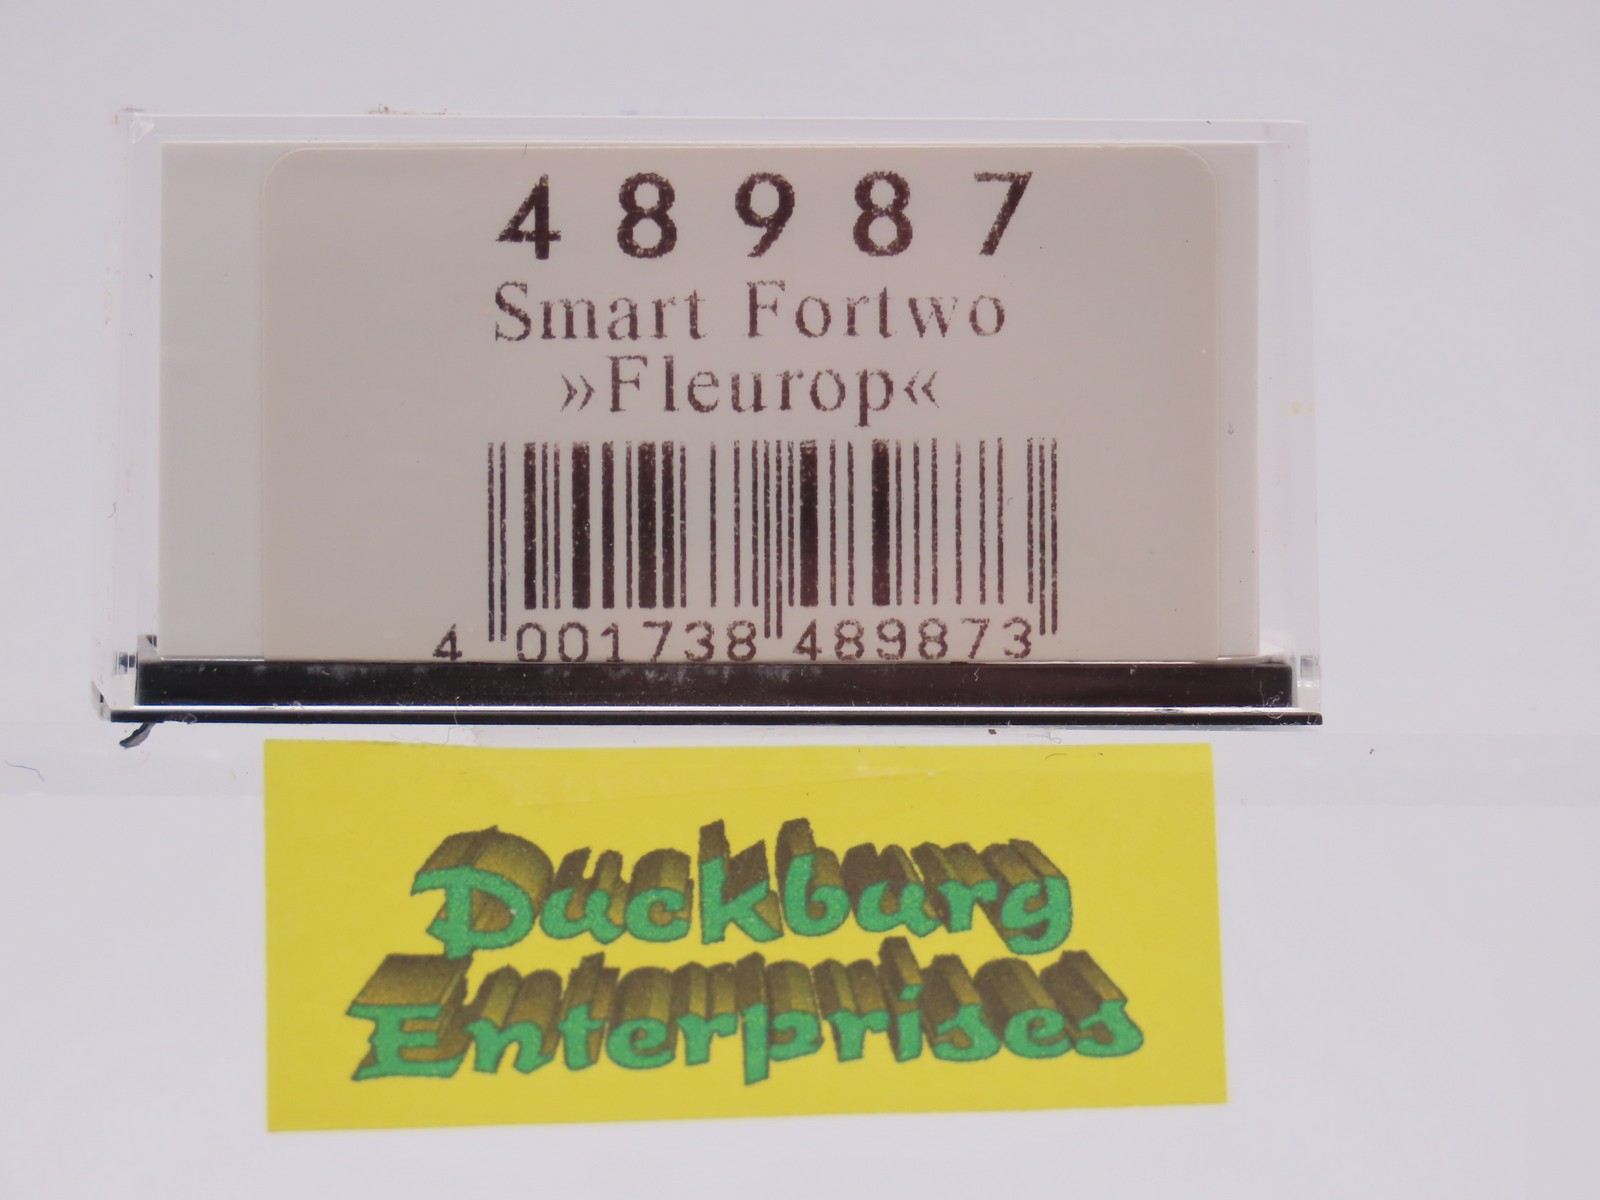 48987
Smart Fortwo
»Fleurop«
4 001738 489873
Duckburg
Enterprises